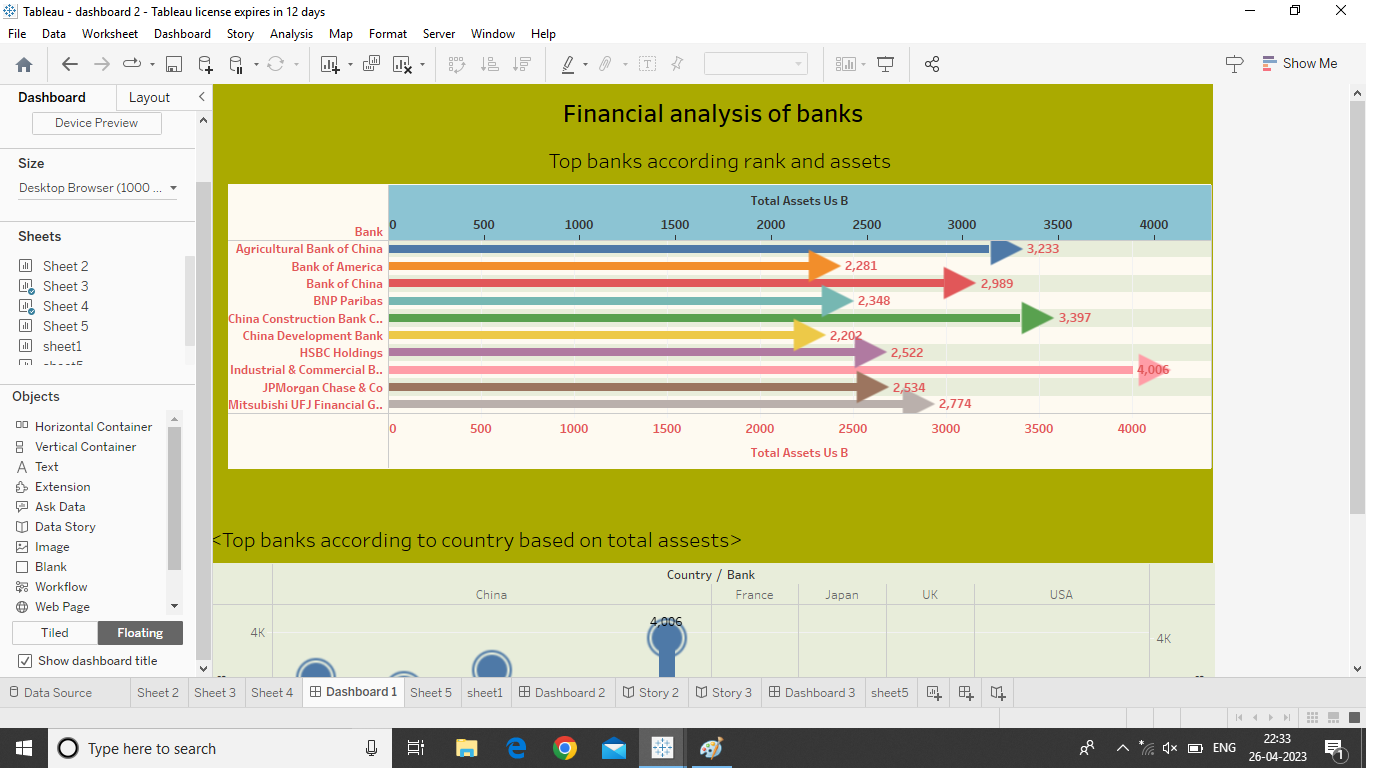 Tableau - dashboard 2 - Tableau license expires in 12 days
File Data Worksheet Dashboard Story Analysis Map Format Server Window Help
Show Me
Dashboard Layout
Device Preview
Size
Desktop Browser (1000 ...
Sheets
Sheet 2
Sheet 3
Sheet 4
Sheet 5
sheet1
Objects
Horizontal Container
Vertical Container
Text
Extension
Ask Data
Data Story
Image
Blank
Workflow
Web Page
Tiled Floating
Show dashboard title
Financial analysis of banks
Top banks according rank and assets
Total Assets Us B
Bank 0 500 1000 1500 2000 2500 3000 3500 4000
Agricultural Bank of China 3,233
Bank of America 2,281
Bank of China 2,989
BNP Paribas 2,348
China Construction Bank C.. 3,397
China Development Bank 2,202
HSBC Holdings 2,522
Industrial & Commercial B.. 4,006
JPMorgan Chase & Co 2,534
Mitsubishi UFJ Financial G.. 2,774
0 500 1000 1500 2000 2500 3000 3500 4000
Total Assets Us B
<Top banks according to country based on total assests>
Country / Bank
China France Japan UK USA
4K 4,006 4K
Data Source Sheet 2 Sheet 3 Sheet 4 Dashboard 1 Sheet 5 sheet1 Dashboard 2 Story 2 Story 3 Dashboard 3 sheet5
Type here to search
ENG
22:33
26-04-2023
1